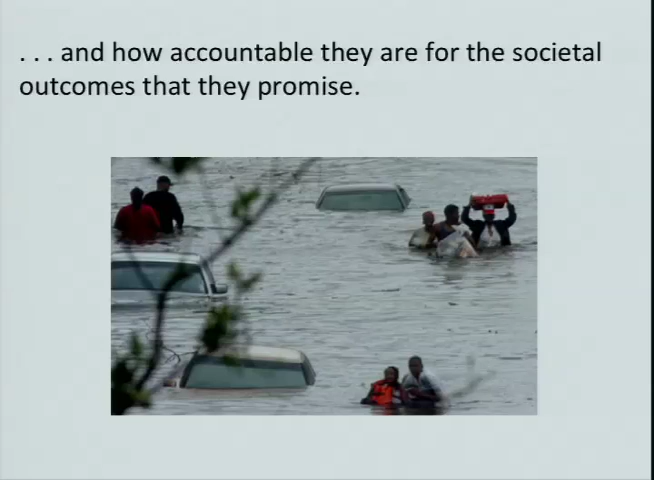 . . . and how accountable they are for the societal
outcomes that they promise.